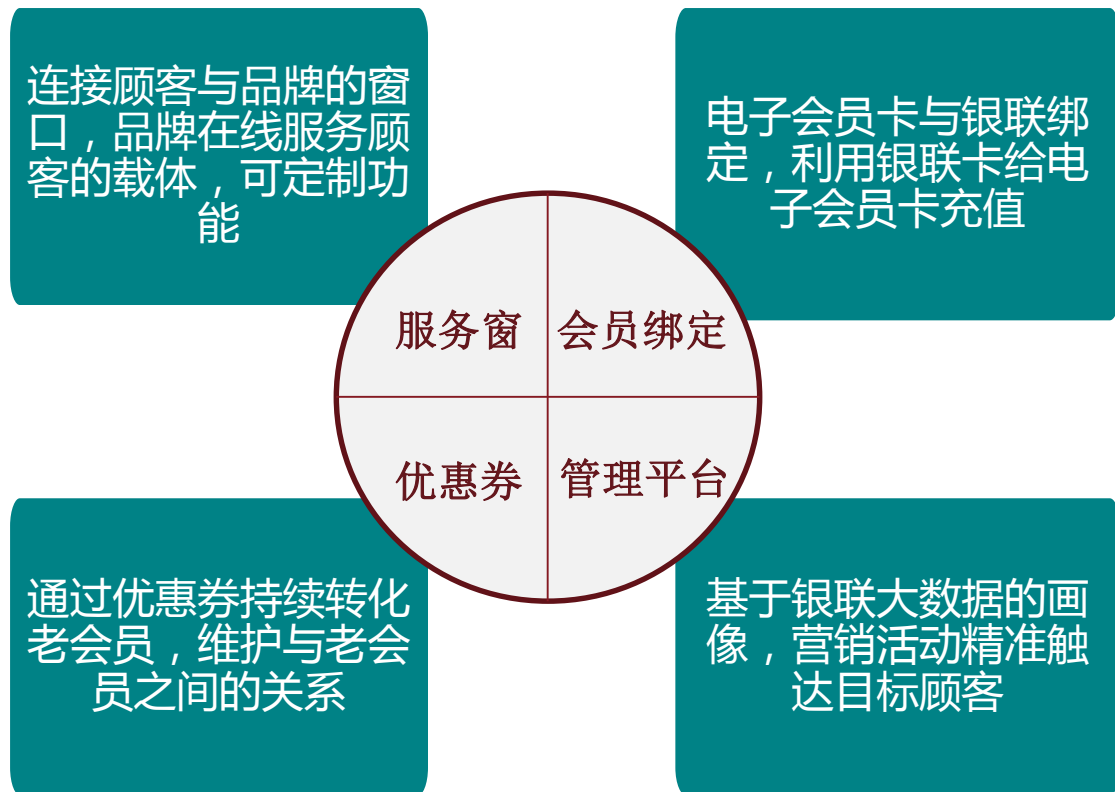 连接顾客与品牌的窗
口，品牌在线服务顾
客的载体，可定制功
能
电子会员卡与银联绑
定，利用银联卡给电
子会员卡充值
服务窗
会员绑定
优惠券
管理平台
通过优惠券持续转化
老会员，维护与老会
员之间的关系
基于银联大数据的画
像，营销活动精准触
达目标顾客